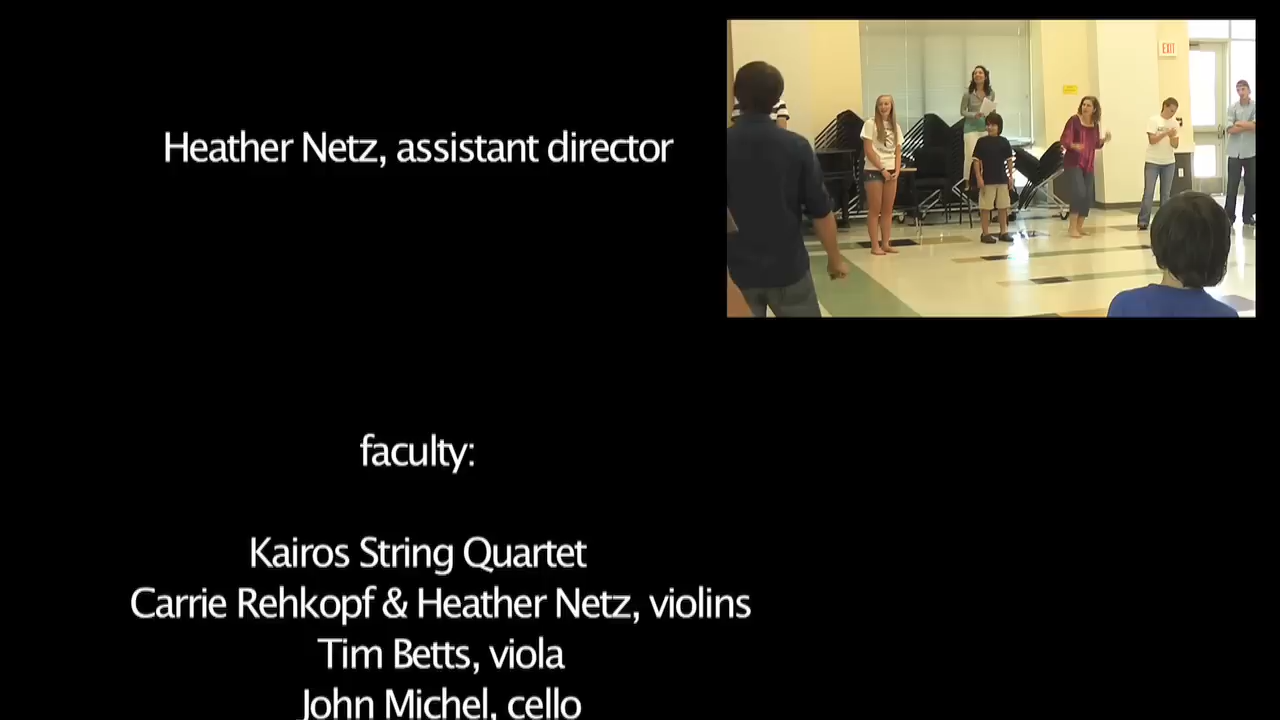 EXIT
Heather Netz, assistant director
faculty:
Kairos String Quartet
Carrie Rehkopf & Heather Netz, violins
Tim Betts, viola
John Michel, cello